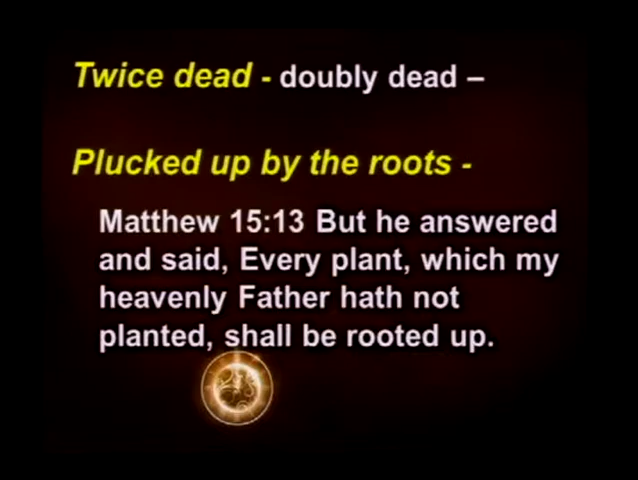 Twice dead - doubly dead –
Plucked up by the roots -
Matthew 15:13 But he answered
and said, Every plant, which my
heavenly Father hath not
planted, shall be rooted up.